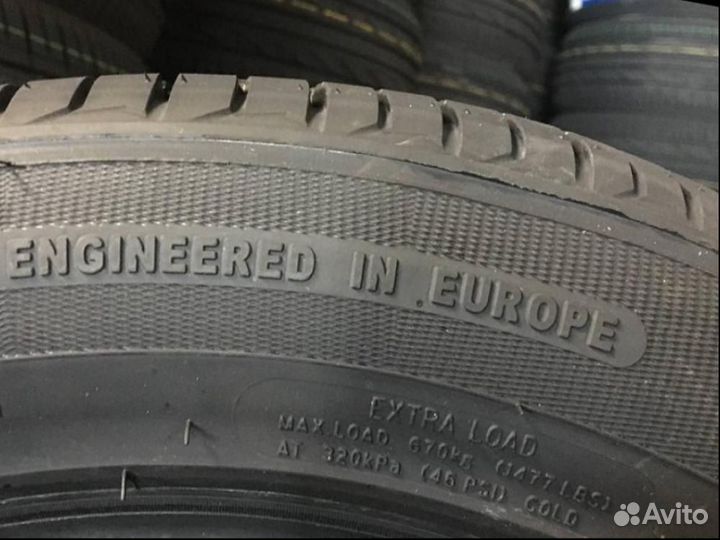 ENGINEERED IN EUROPE
EXTRA LOAD
MAX.LOAD 670kg (1477 LBS)
AT 320kPa (46 PSI) COLD
Avito